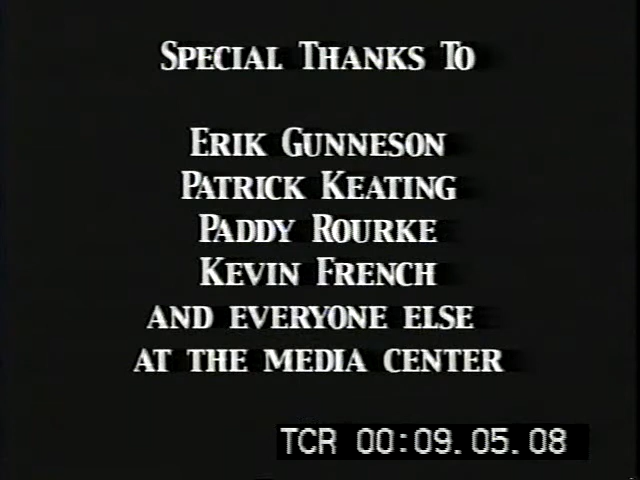 SPECIAL THANKS TO
ERIK GUNNESON
PATRICK KEATING
PADDY ROURKE
KEVIN FRENCH
AND EVERYONE ELSE
AT THE MEDIA CENTER
TCR 00:09.05.08